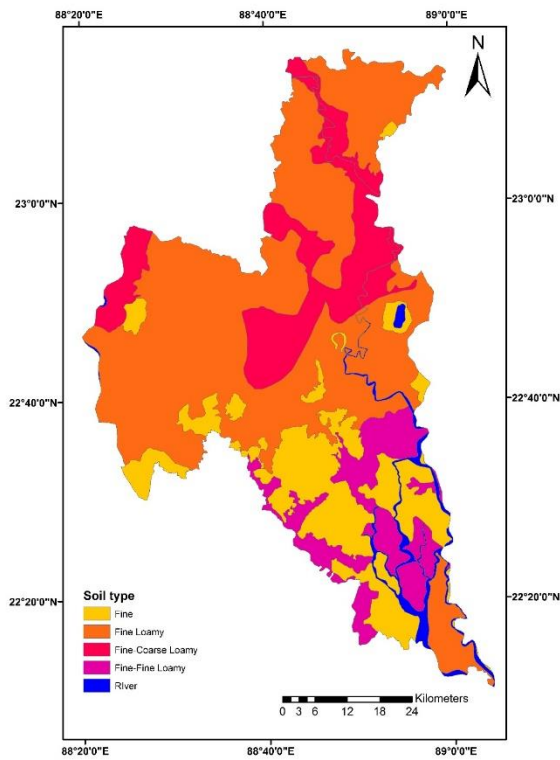 88°20'0"E 88°40'0"E 89°0'0"E
N
23°0'0"N 23°0'0"N
22°40'0"N 22°40'0"N
22°20'0"N 22°20'0"N
Soil type
Fine
Fine Loamy
Fine-Coarse Loamy
Fine-Fine Loamy
River
Kilometers
0 3 6 12 18 24
88°20'0"E 88°40'0"E 89°0'0"E